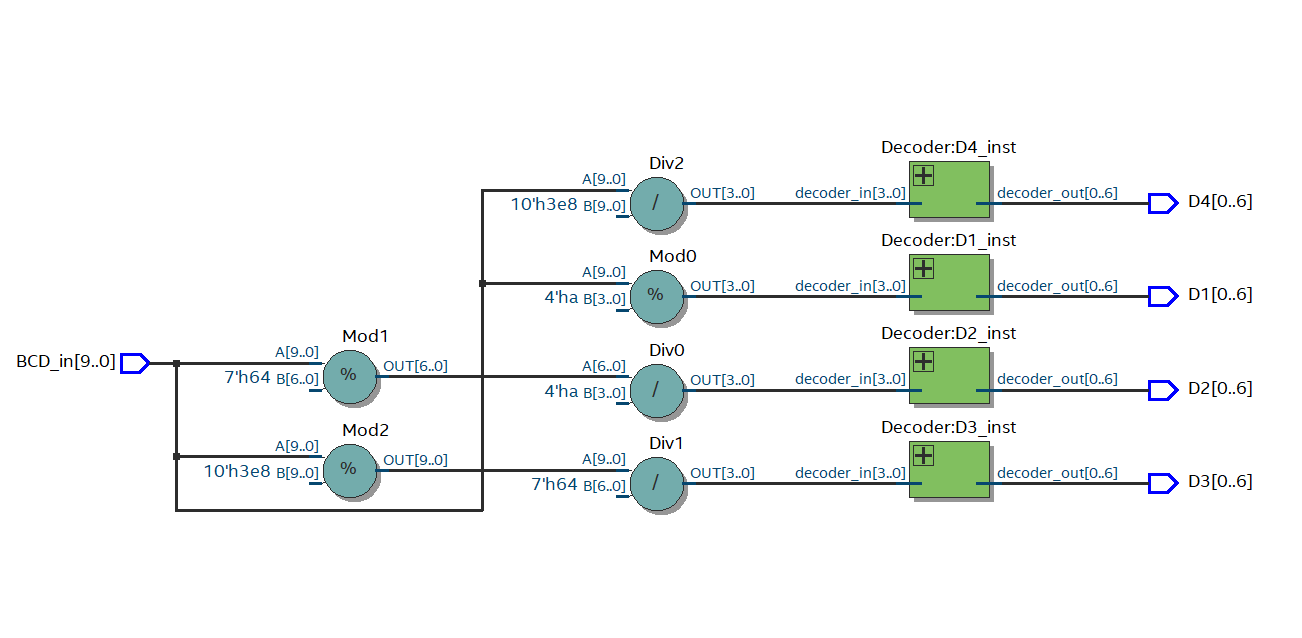 Decoder:D4_inst
Div2
A[9..0]
10'h3e8 B[9..0]
/
OUT[3..0]
decoder_in[3..0]
decoder_out[0..6]
D4[0..6]
Decoder:D1_inst
Mod0
A[9..0]
4'ha B[3..0]
%
OUT[3..0]
decoder_in[3..0]
decoder_out[0..6]
D1[0..6]
BCD_in[9..0]
Mod1
A[9..0]
7'h64 B[6..0]
%
OUT[6..0]
Decoder:D2_inst
Div0
A[6..0]
4'ha B[3..0]
/
OUT[3..0]
decoder_in[3..0]
decoder_out[0..6]
D2[0..6]
Mod2
A[9..0]
10'h3e8 B[9..0]
%
OUT[9..0]
Decoder:D3_inst
Div1
A[9..0]
7'h64 B[6..0]
/
OUT[3..0]
decoder_in[3..0]
decoder_out[0..6]
D3[0..6]